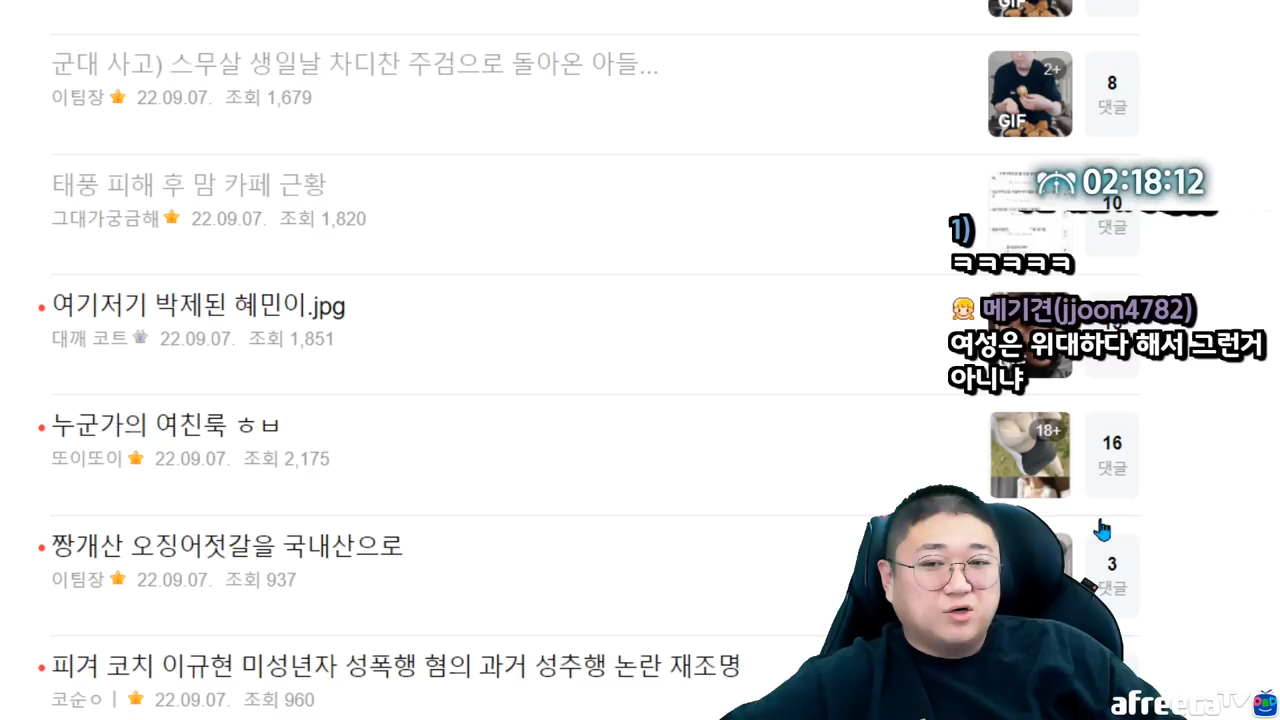 GIF
군대 사고) 스무살 생일날 차디찬 주검으로 돌아온 아들...
이팀장 22.09.07. 조회 1,679
2+
GIF
8
댓글
태풍 피해 후 맘 카페 근황
그대가궁금해 22.09.07. 조회 1,820
02:18:12
10
댓글
1)
ㅋㅋㅋㅋㅋ
여기저기 박제된 혜민이.jpg
대깨 코트 22.09.07. 조회 1,851
메기견(jjoon4782)
여성은 위대하다 해서 그런거
아니냐
누군가의 여친룩 ㅎㅂ
또이또이 22.09.07. 조회 2,175
18+
16
댓글
짱개산 오징어젓갈을 국내산으로
이팀장 22.09.07. 조회 937
3
댓글
피겨 코치 이규현 미성년자 성폭행 혐의 과거 성추행 논란 재조명
코순ㅇㅣ 22.09.07. 조회 960
afreecaTV